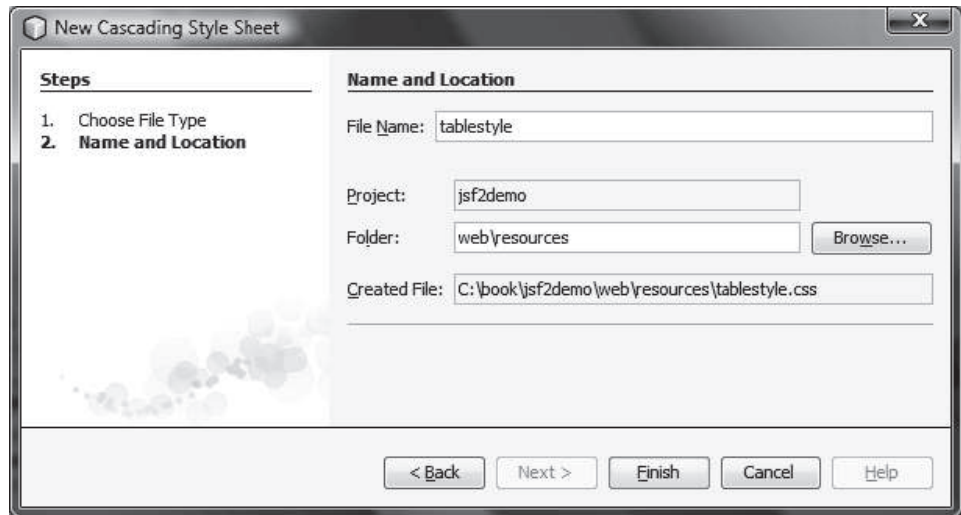 New Cascading Style Sheet
Steps
1. Choose File Type
2. Name and Location
Name and Location
File Name: tablestyle
Project: jsf2demo
Folder: web\resources Browse...
Created File: C:\book\jsf2demo\web\resources\tablestyle.css
< Back Next > Finish Cancel Help